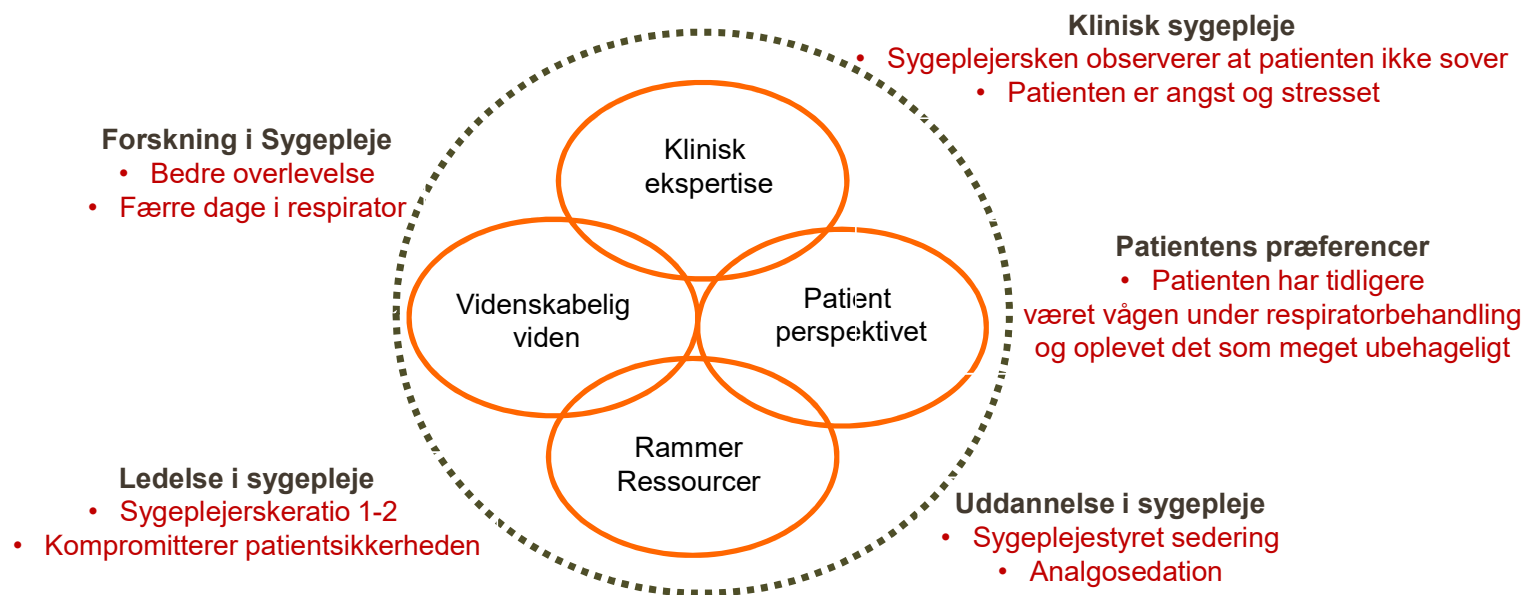 Klinisk sygepleje
• Sygeplejersken observerer at patienten ikke sover
• Patienten er angst og stresset
Forskning i Sygepleje
• Bedre overlevelse
• Færre dage i respirator
Klinisk
ekspertise
Videnskabelig
viden
Patient
perspektivet
Rammer
Ressourcer
Patientens præferencer
• Patienten har tidligere
været vågen under respiratorbehandling
og oplevet det som meget ubehageligt
Ledelse i sygepleje
• Sygeplejerskeratio 1-2
• Kompromitterer patientsikkerheden
Uddannelse i sygepleje
• Sygeplejestyret sedering
• Analgosedation